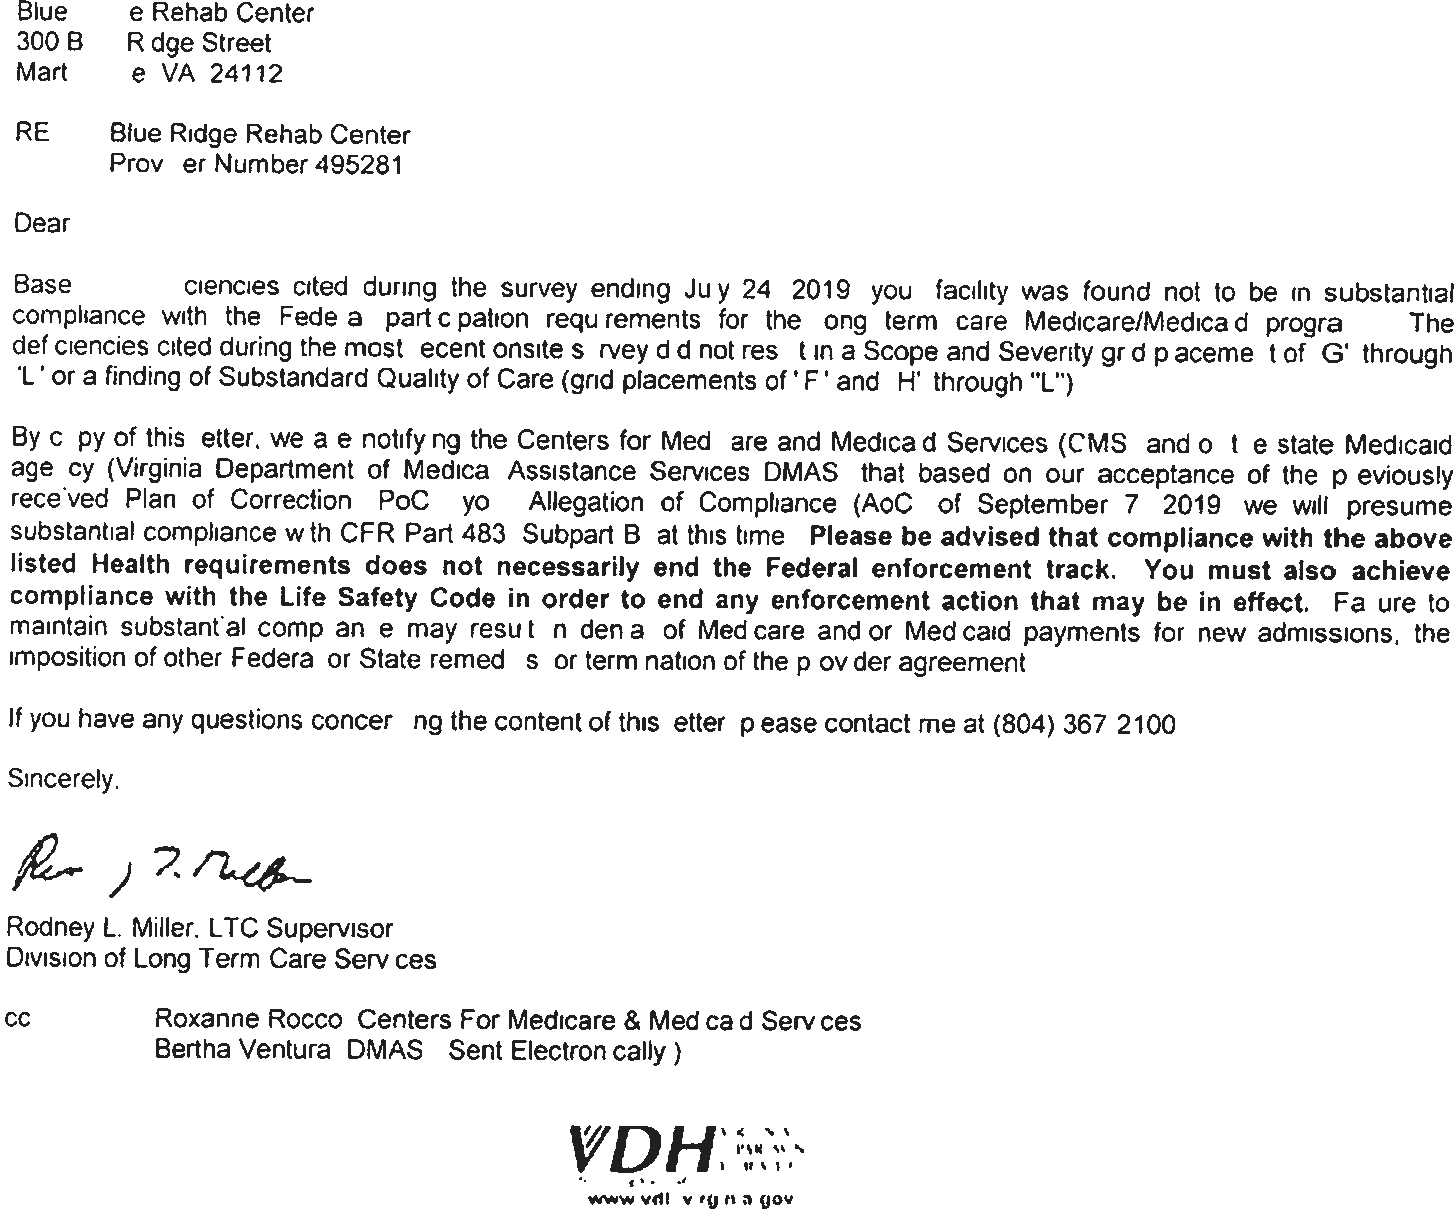 Blue e Rehab Center
300 B R dge Street
Mart e VA 24112
RE Blue Ridge Rehab Center
Prov er Number 495281
Dear
Base ciencies cited during the survey ending Ju y 24 2019 you facility was found not to be in substantial
compliance with the Fede a part c pation requ rements for the ong term care Medicare/Medica d progra The
def ciencies cited during the most ecent onsite s rvey d d not res t in a Scope and Severity gr d p aceme t of G' through
'L' or a finding of Substandard Quality of Care (grid placements of 'F' and H' through "L")
By c py of this etter, we a e notify ng the Centers for Med are and Medica d Services (CMS and o t e state Medicaid
age cy (Virginia Department of Medica Assistance Services DMAS that based on our acceptance of the p eviously
rece ved Plan of Correction PoC yo Allegation of Compliance (AoC of September 7 2019 we will presume
substantial compliance w th CFR Part 483 Subpart B at this time Please be advised that compliance with the above
listed Health requirements does not necessarily end the Federal enforcement track. You must also achieve
compliance with the Life Safety Code in order to end any enforcement action that may be in effect. Fa ure to
maintain substant al comp an e may resu t n den a of Med care and or Med caid payments for new admissions, the
imposition of other Federa or State remed s or term nation of the p ov der agreement
If you have any questions concer ng the content of this etter p ease contact me at (804) 367 2100
Sincerely,
Rodney L. Miller, LTC Supervisor
Division of Long Term Care Serv ces
cc Roxanne Rocco Centers For Medicare & Med ca d Serv ces
Bertha Ventura DMAS Sent Electron cally )
VDH